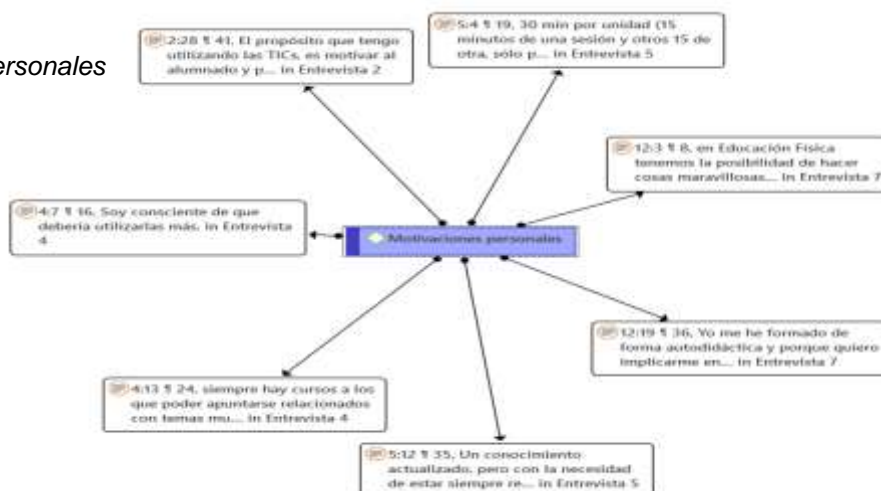 ersonales
2:28 ¶ 41, El propósito que tengo
utilizando las TICs, es motivar al
alumnado y p... in Entrevista 2
5:4 ¶ 19, 30 min por unidad (15
minutos de una sesión y otros 15 de
otra, sólo p... in Entrevista 5
12:3 ¶ 8, en Educación Física
tenemos la posibilidad de hacer
cosas maravillosas... in Entrevista 7
4:7 ¶ 16, Soy consciente de que
debería utilizarlas más. in Entrevista
4
Motivaciones personales
12:19 ¶ 36, Yo me he formado de
forma autodidáctica y porque quiero
implicarme en... in Entrevista 7
4:13 ¶ 24, siempre hay cursos a los
que poder apuntarse relacionados
con temas mu... in Entrevista 4
5:12 ¶ 35, Un conocimiento
actualizado, pero con la necesidad
de estar siempre re... in Entrevista 5